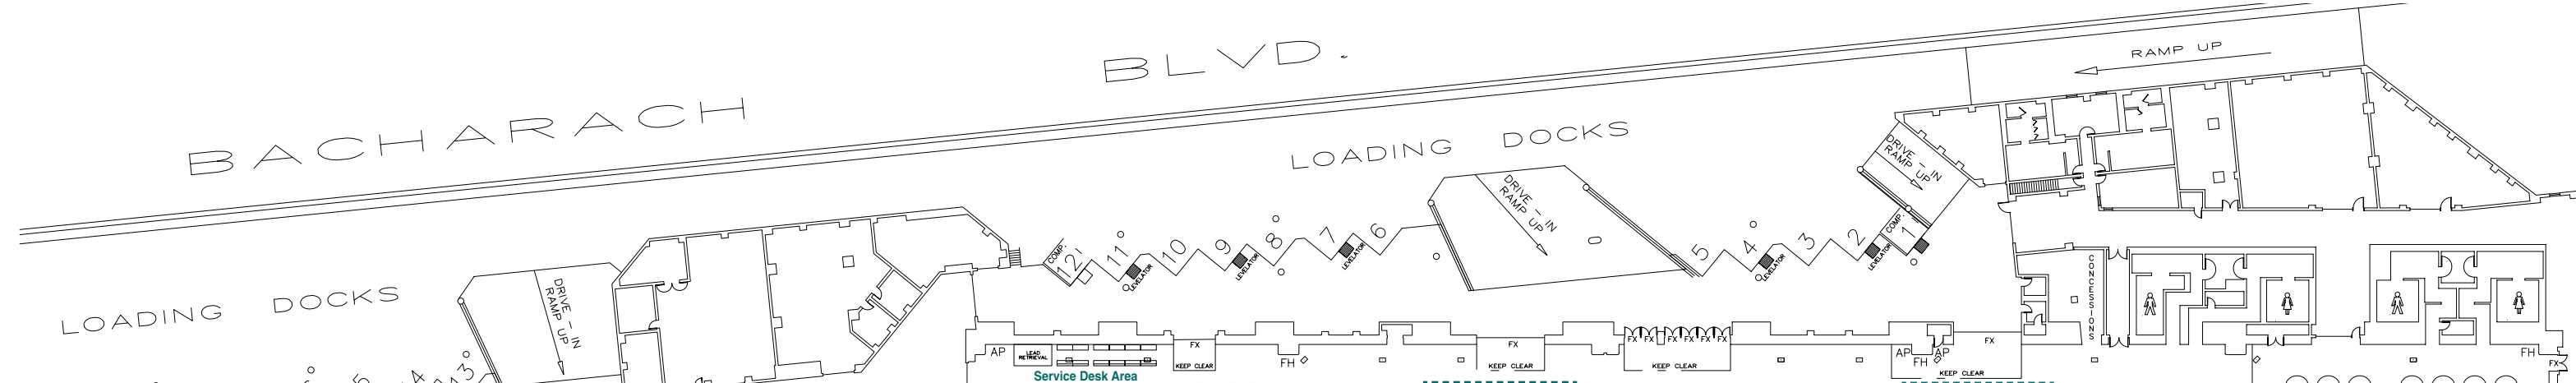 BACHARACH BLVD.
RAMP UP
LOADING DOCKS
DRIVE - IN
RAMP UP
DRIVE - IN
RAMP UP
COMP.
12
11
LEVELATOR
10
9
LEVELATOR
8
7
LEVELATOR
6
5
4
LEVELATOR
3
2
LEVELATOR
COMP.
1
LOADING DOCKS
DRIVE - IN
RAMP UP
13
CONCESSIONS
AP
LEAD
RETRIEVAL
Service Desk Area
FX
KEEP CLEAR
FH
FX
KEEP CLEAR
FX FX FX FX FX FX
KEEP CLEAR
AP
FH
AP
FX
KEEP CLEAR
FH
FX